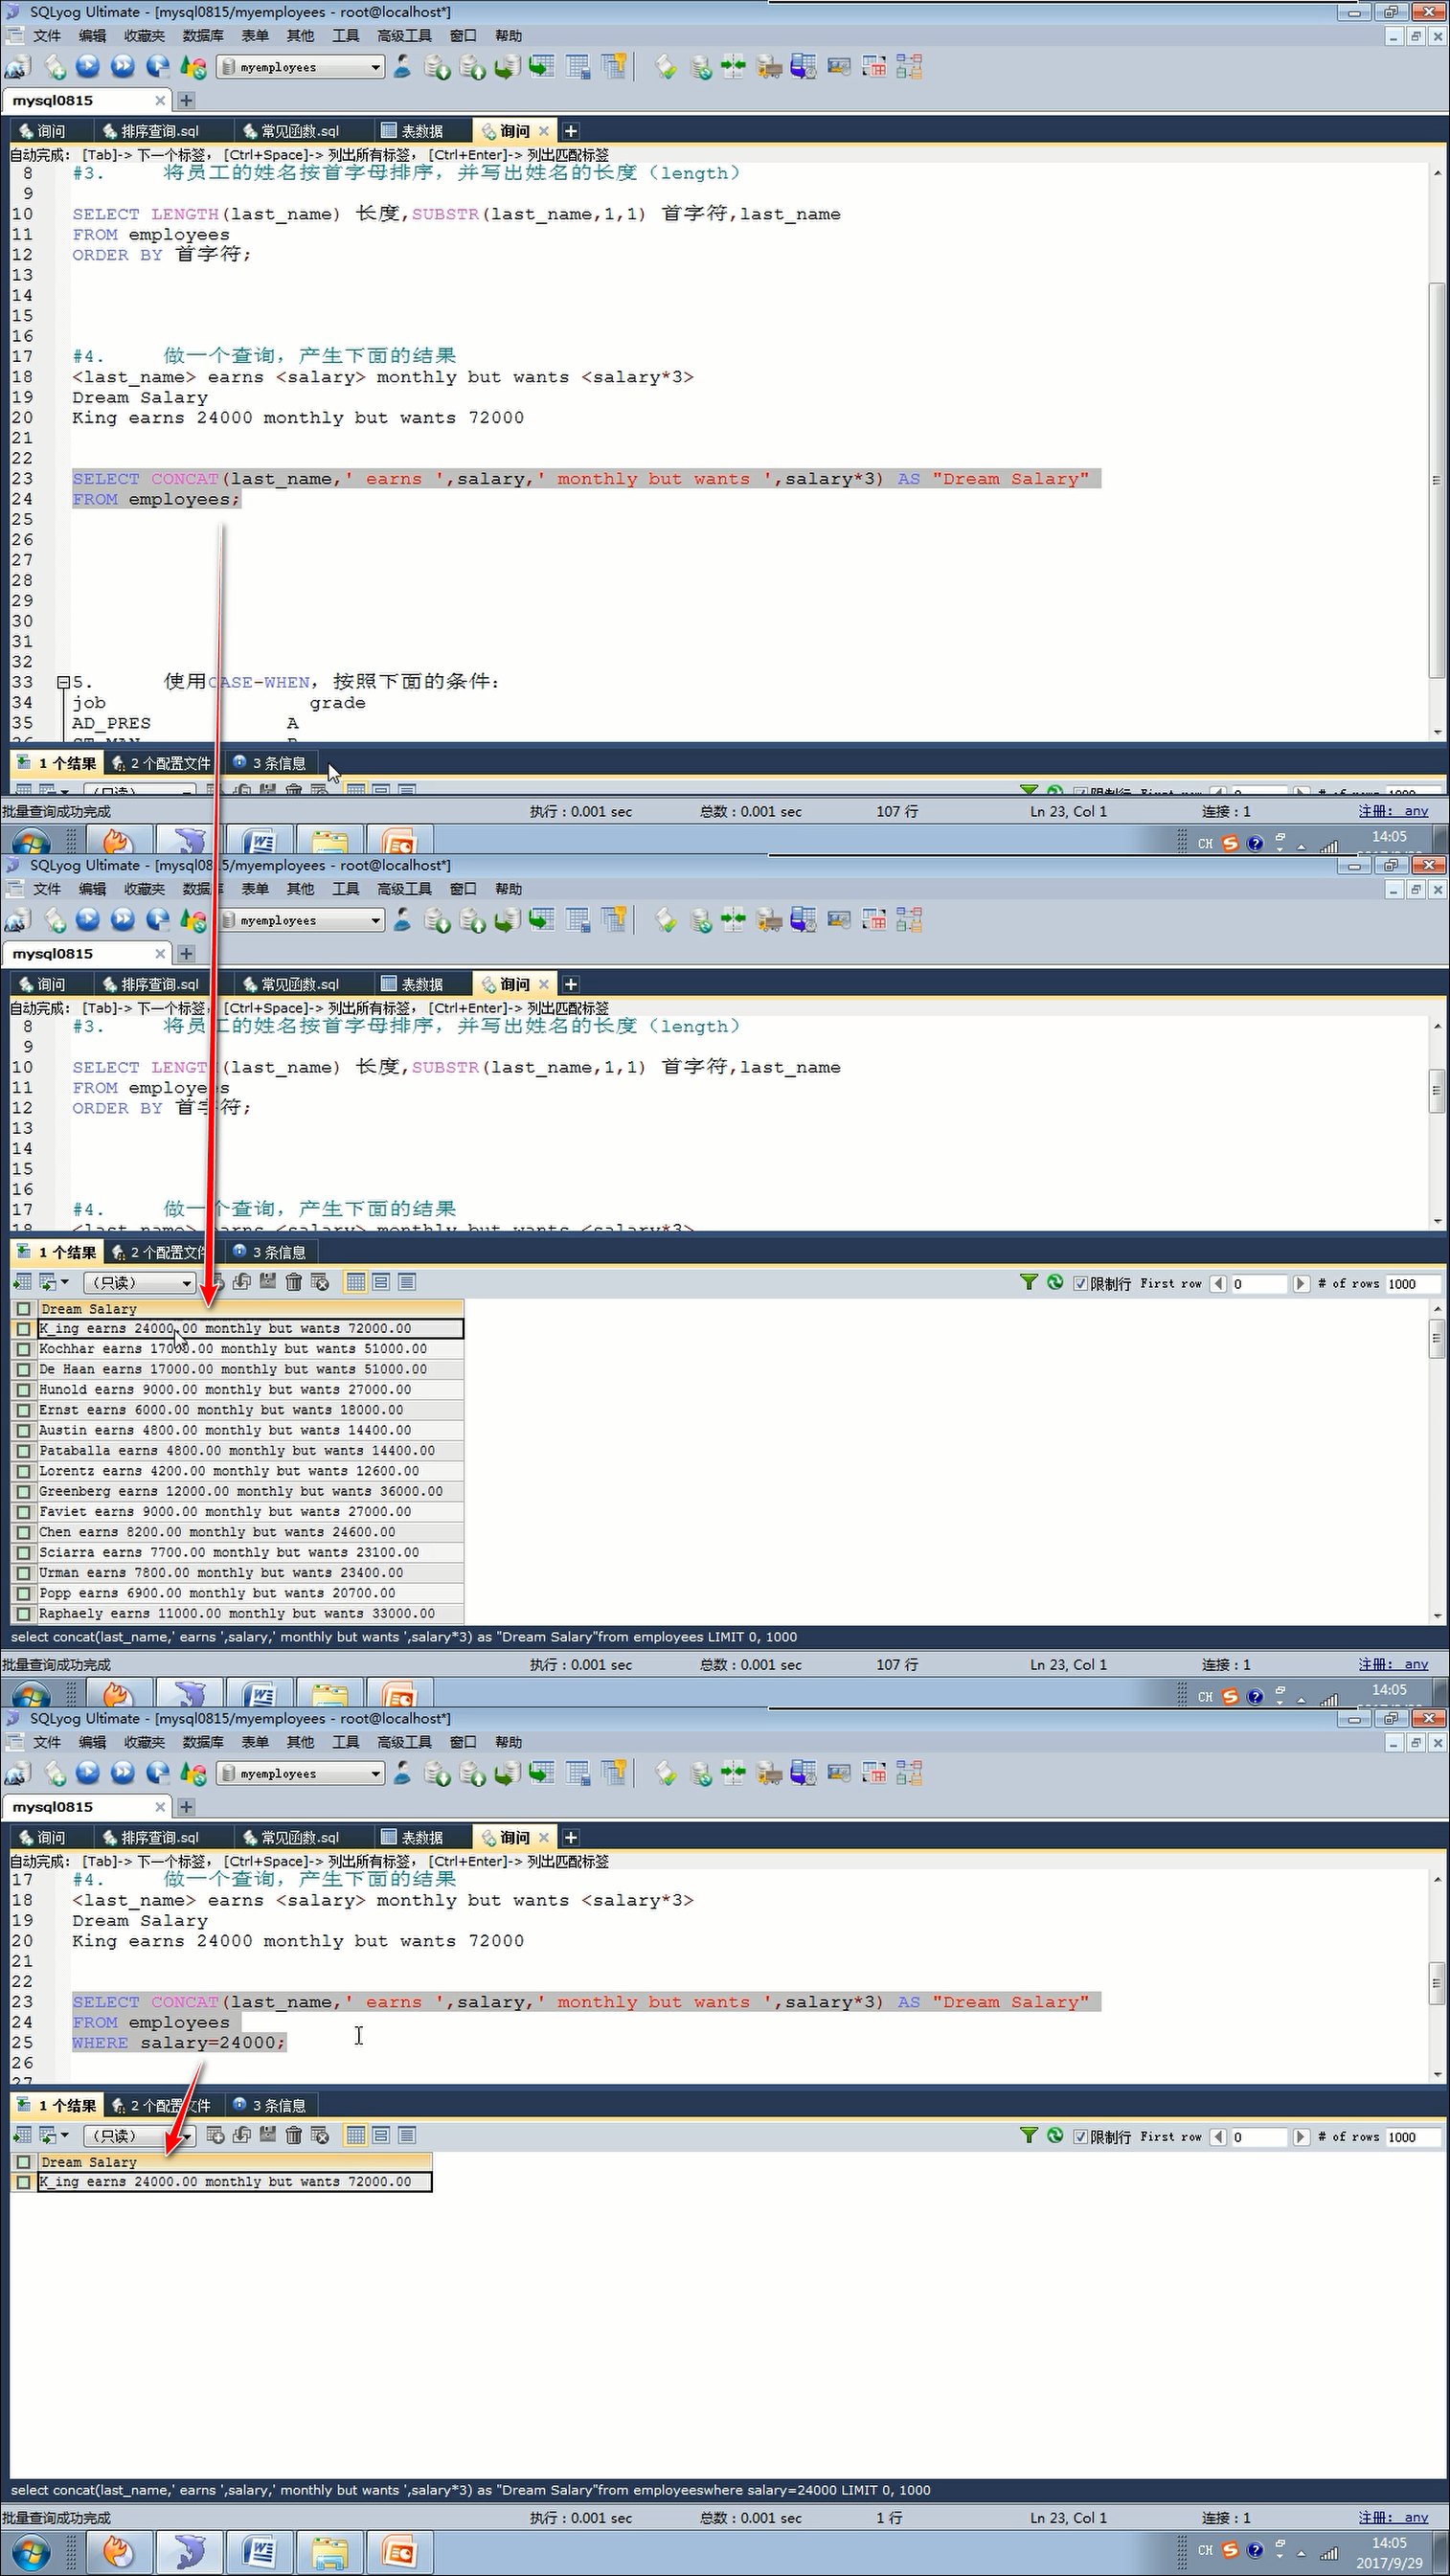 SQLyog Ultimate - [mysql0815/myemployees - root@localhost*]
文件 编辑 收藏夹 数据库 表单 其他 工具 高级工具 窗口 帮助
myemployees
mysql0815
询问 排序查询.sql 常见函数.sql 表数据 询问
自动完成: [Tab]-> 下一个标签, [Ctrl+Space]-> 列出所有标签, [Ctrl+Enter]-> 列出匹配标签
8 #3. 将员工的姓名按首字母排序，并写出姓名的长度（length）
9
10 SELECT LENGTH(last_name) 长度,SUBSTR(last_name,1,1) 首字符,last_name
11 FROM employees
12 ORDER BY 首字符;
13
14
15
16
17 #4. 做一个查询，产生下面的结果
18 <last_name> earns <salary> monthly but wants <salary*3>
19 Dream Salary
20 King earns 24000 monthly but wants 72000
21
22
23 SELECT CONCAT(last_name,' earns ',salary,' monthly but wants ',salary*3) AS "Dream Salary"
24 FROM employees;
25
26
27
28
29
30
31
32
33 5. 使用CASE-WHEN，按照下面的条件：
34 job grade
35 AD_PRES A
1 个结果 2 个配置文件 3 条信息
批量查询成功完成 执行：0.001 sec 总数：0.001 sec 107 行 Ln 23, Col 1 连接：1 注册: any
CH 14:05
SQLyog Ultimate - [mysql0815/myemployees - root@localhost*]
文件 编辑 收藏夹 数据库 表单 其他 工具 高级工具 窗口 帮助
myemployees
mysql0815
询问 排序查询.sql 常见函数.sql 表数据 询问
自动完成: [Tab]-> 下一个标签, [Ctrl+Space]-> 列出所有标签, [Ctrl+Enter]-> 列出匹配标签
8 #3. 将员工的姓名按首字母排序，并写出姓名的长度（length）
9
10 SELECT LENGTH(last_name) 长度,SUBSTR(last_name,1,1) 首字符,last_name
11 FROM employees
12 ORDER BY 首字符;
13
14
15
16
17 #4. 做一个查询，产生下面的结果
18 <last_name> earns <salary> monthly but wants <salary*3>
1 个结果 2 个配置文件 3 条信息
（只读） 限制行 First row 0 # of rows 1000
Dream Salary
K_ing earns 24000.00 monthly but wants 72000.00
Kochhar earns 17000.00 monthly but wants 51000.00
De Haan earns 17000.00 monthly but wants 51000.00
Hunold earns 9000.00 monthly but wants 27000.00
Ernst earns 6000.00 monthly but wants 18000.00
Austin earns 4800.00 monthly but wants 14400.00
Pataballa earns 4800.00 monthly but wants 14400.00
Lorentz earns 4200.00 monthly but wants 12600.00
Greenberg earns 12000.00 monthly but wants 36000.00
Faviet earns 9000.00 monthly but wants 27000.00
Chen earns 8200.00 monthly but wants 24600.00
Sciarra earns 7700.00 monthly but wants 23100.00
Urman earns 7800.00 monthly but wants 23400.00
Popp earns 6900.00 monthly but wants 20700.00
Raphaely earns 11000.00 monthly but wants 33000.00
select concat(last_name,' earns ',salary,' monthly but wants ',salary*3) as "Dream Salary"from employees LIMIT 0, 1000
批量查询成功完成 执行：0.001 sec 总数：0.001 sec 107 行 Ln 23, Col 1 连接：1 注册: any
CH 14:05
SQLyog Ultimate - [mysql0815/myemployees - root@localhost*]
文件 编辑 收藏夹 数据库 表单 其他 工具 高级工具 窗口 帮助
myemployees
mysql0815
询问 排序查询.sql 常见函数.sql 表数据 询问
自动完成: [Tab]-> 下一个标签, [Ctrl+Space]-> 列出所有标签, [Ctrl+Enter]-> 列出匹配标签
17 #4. 做一个查询，产生下面的结果
18 <last_name> earns <salary> monthly but wants <salary*3>
19 Dream Salary
20 King earns 24000 monthly but wants 72000
21
22
23 SELECT CONCAT(last_name,' earns ',salary,' monthly but wants ',salary*3) AS "Dream Salary"
24 FROM employees
25 WHERE salary=24000;
26
27
1 个结果 2 个配置文件 3 条信息
（只读） 限制行 First row 0 # of rows 1000
Dream Salary
K_ing earns 24000.00 monthly but wants 72000.00
select concat(last_name,' earns ',salary,' monthly but wants ',salary*3) as "Dream Salary"from employeeswhere salary=24000 LIMIT 0, 1000
批量查询成功完成 执行：0.001 sec 总数：0.001 sec 1 行 Ln 23, Col 1 连接：1 注册: any
CH 14:05
2017/9/29